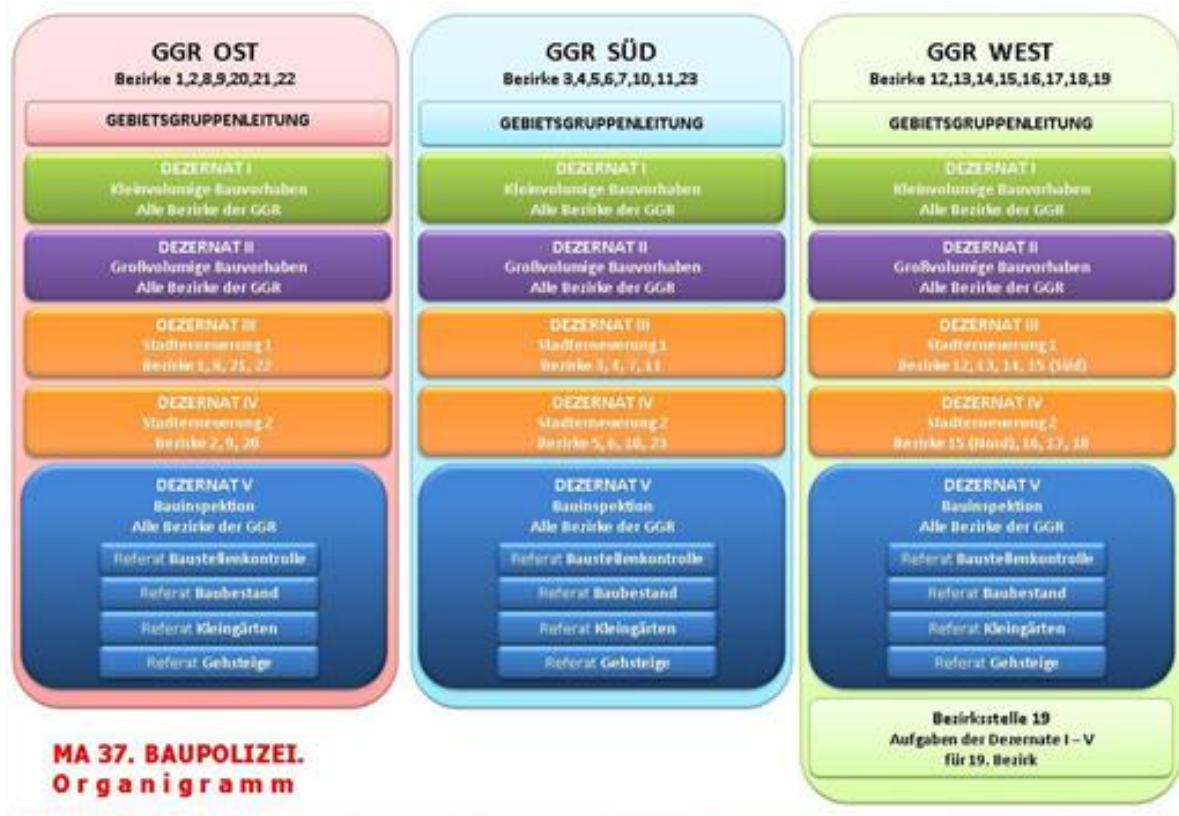 GGR OST
Bezirke 1,2,8,9,20,21,22
GEBIETSGRUPPENLEITUNG
DEZERNAT I
Kleinvolumige Bauvorhaben
Alle Bezirke der GGR
DEZERNAT II
Großvolumige Bauvorhaben
Alle Bezirke der GGR
DEZERNAT III
Stadterneuerung 1
Bezirke 1, 8, 21, 22
DEZERNAT IV
Stadterneuerung 2
Bezirke 2, 9, 20
DEZERNAT V
Bauinspektion
Alle Bezirke der GGR
Referat Baustellenkontrolle
Referat Baubestand
Referat Kleingärten
Referat Gehsteige
GGR SÜD
Bezirke 3,4,5,6,7,10,11,23
GEBIETSGRUPPENLEITUNG
DEZERNAT I
Kleinvolumige Bauvorhaben
Alle Bezirke der GGR
DEZERNAT II
Großvolumige Bauvorhaben
Alle Bezirke der GGR
DEZERNAT III
Stadterneuerung 1
Bezirke 3, 4, 7, 11
DEZERNAT IV
Stadterneuerung 2
Bezirke 5, 6, 10, 23
DEZERNAT V
Bauinspektion
Alle Bezirke der GGR
Referat Baustellenkontrolle
Referat Baubestand
Referat Kleingärten
Referat Gehsteige
GGR WEST
Bezirke 12,13,14,15,16,17,18,19
GEBIETSGRUPPENLEITUNG
DEZERNAT I
Kleinvolumige Bauvorhaben
Alle Bezirke der GGR
DEZERNAT II
Großvolumige Bauvorhaben
Alle Bezirke der GGR
DEZERNAT III
Stadterneuerung 1
Bezirke 12, 13, 14, 15 (Süd)
DEZERNAT IV
Stadterneuerung 2
Bezirke 15 (Nord), 16, 17, 18
DEZERNAT V
Bauinspektion
Alle Bezirke der GGR
Referat Baustellenkontrolle
Referat Baubestand
Referat Kleingärten
Referat Gehsteige
Bezirksstelle 19
Aufgaben der Dezernate I – V
für 19. Bezirk
MA 37. BAUPOLIZEI.
Organigramm